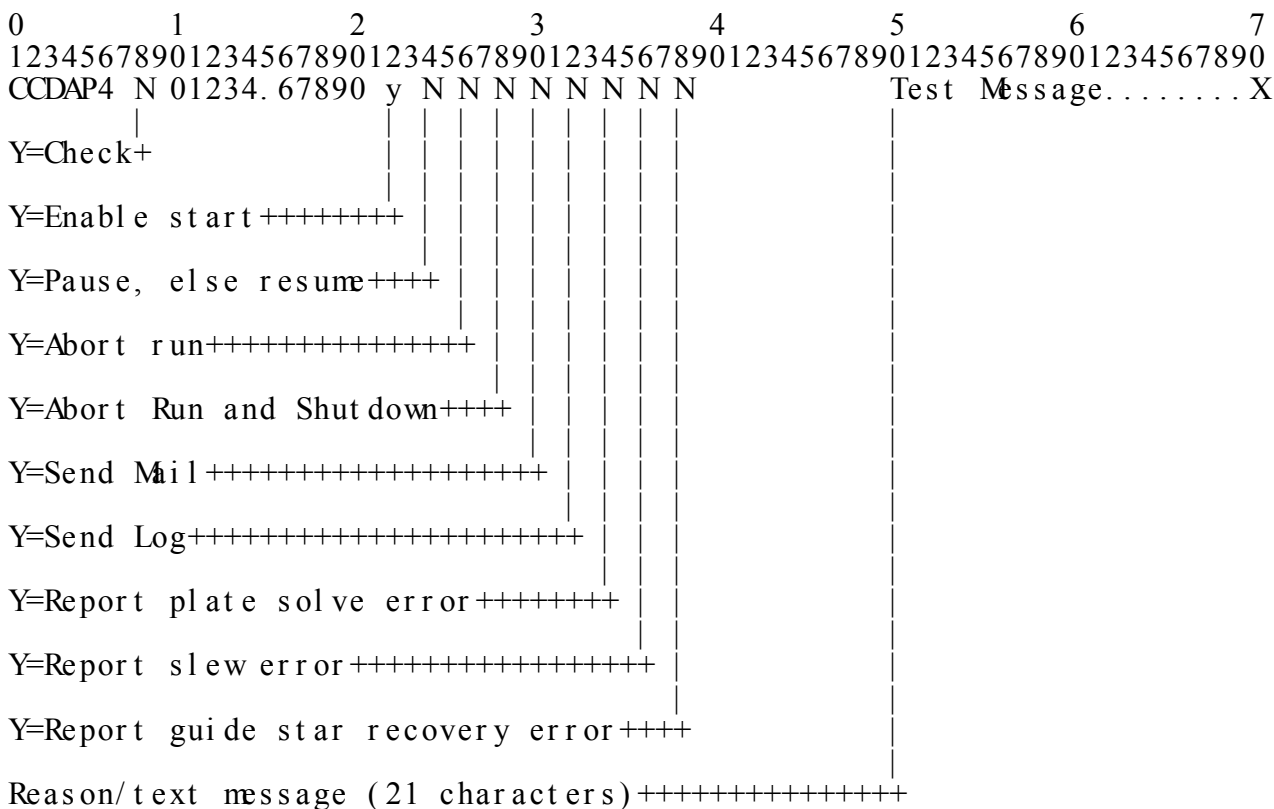 0 1 2 3 4 5 6 7
1234567890123456789012345678901234567890123456789012345678901234567890
CCDAP4 N 01234.67890 y N N N N N N N N Test Message........X
Y=Check+
Y=Enable start++++++++
Y=Pause, else resume++++
Y=Abort run+++++++++++++++
Y=Abort Run and Shutdown++++
Y=Send Mail+++++++++++++++++++
Y=Send Log++++++++++++++++++++++
Y=Report plate solve error++++++++
Y=Report slew error+++++++++++++++++
Y=Report guide star recovery error++++
Reason/text message (21 characters)+++++++++++++++